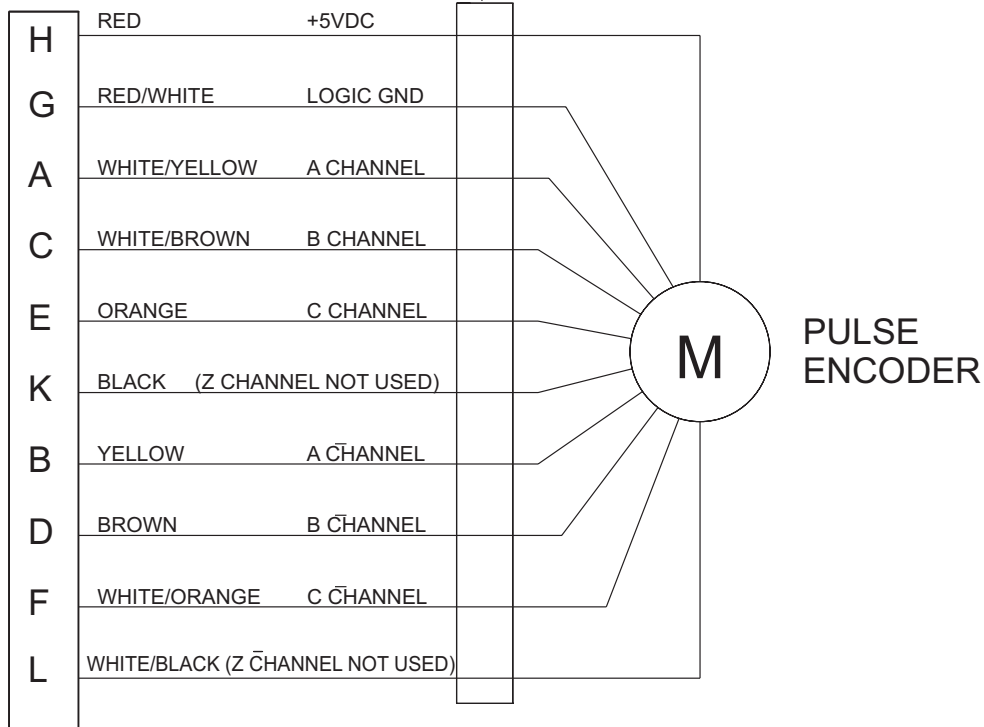 H RED +5VDC
G RED/WHITE LOGIC GND
A WHITE/YELLOW A CHANNEL
C WHITE/BROWN B CHANNEL
E ORANGE C CHANNEL
K BLACK (Z CHANNEL NOT USED)
B YELLOW A C̅HANNEL
D BROWN B C̅HANNEL
F WHITE/ORANGE C C̅HANNEL
L WHITE/BLACK (Z C̅HANNEL NOT USED)
M
PULSE
ENCODER